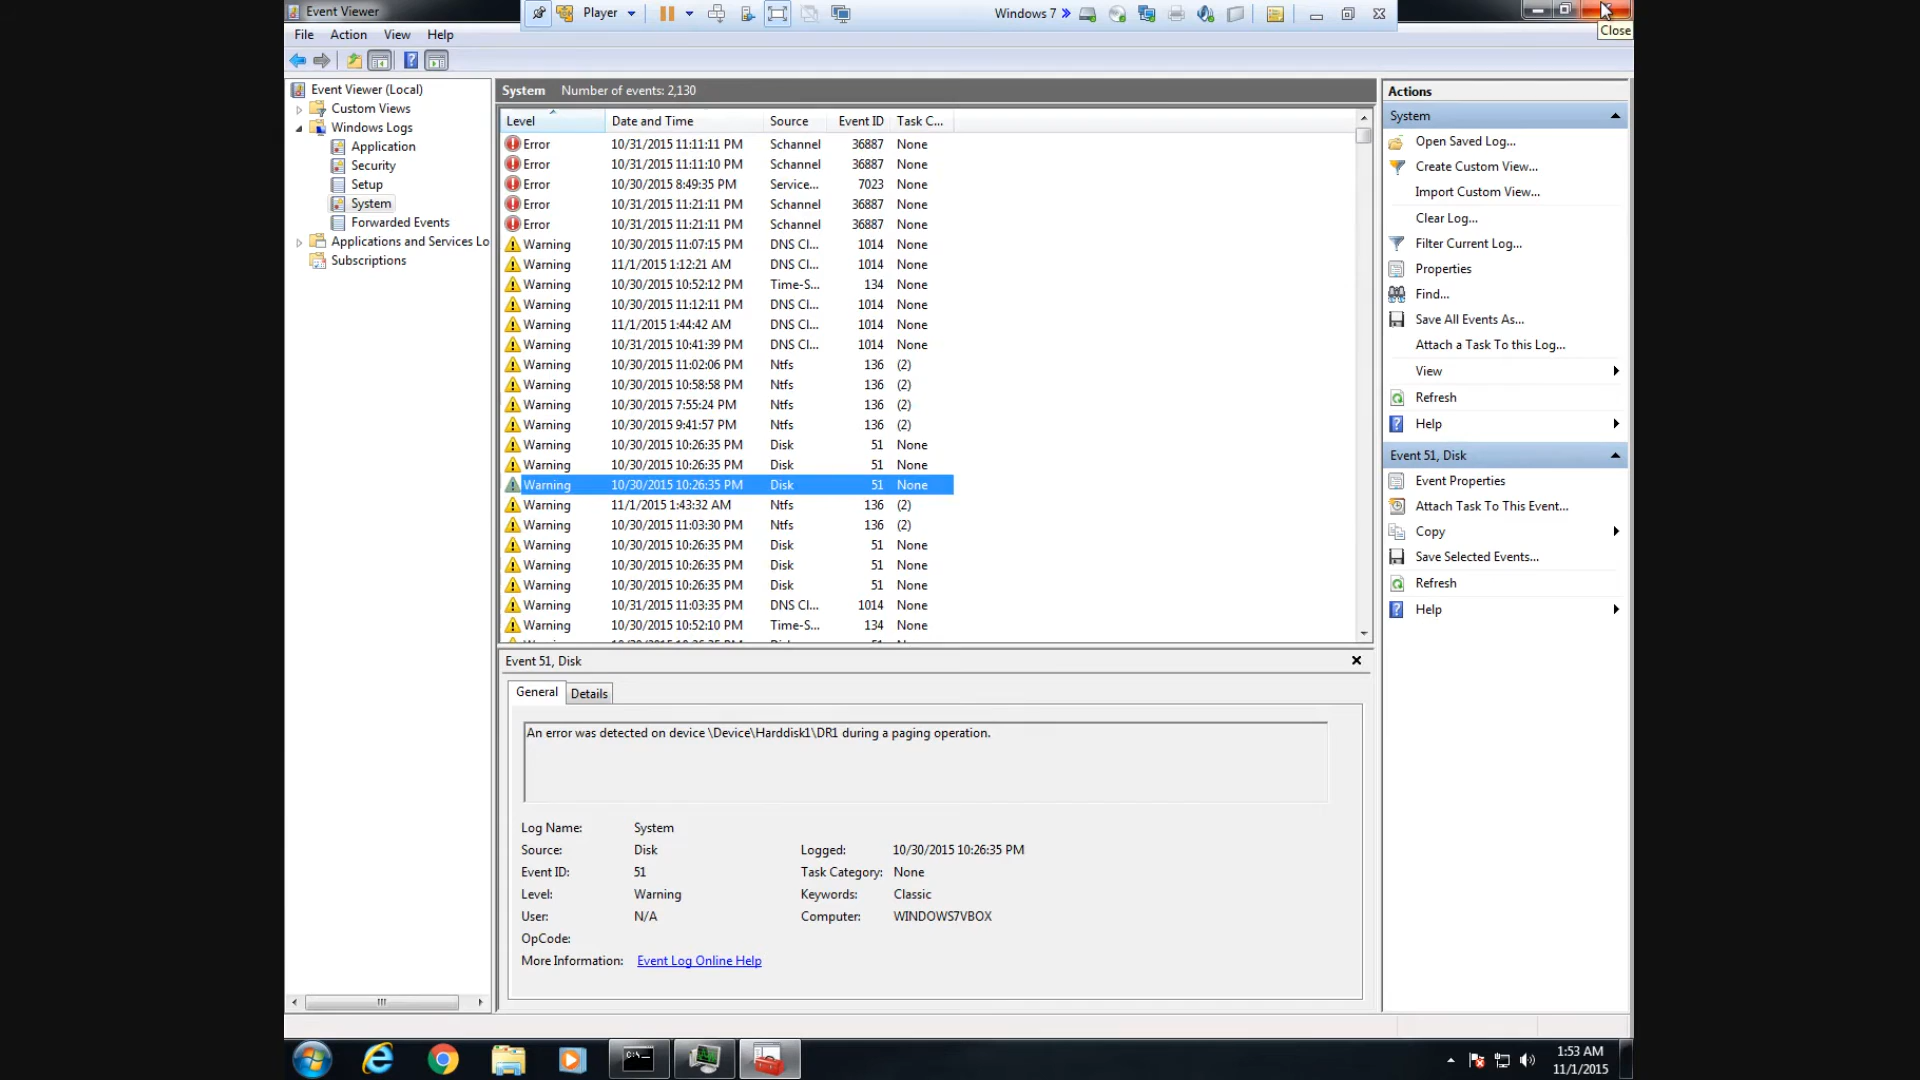 Event Viewer
Player
Windows 7
Close
File Action View Help
Event Viewer (Local)
Custom Views
Windows Logs
Application
Security
Setup
System
Forwarded Events
Applications and Services Lo
Subscriptions
System Number of events: 2,130
Level Date and Time Source Event ID Task C...
Error 10/31/2015 11:11:11 PM Schannel 36887 None
Error 10/31/2015 11:11:10 PM Schannel 36887 None
Error 10/30/2015 8:49:35 PM Service... 7023 None
Error 10/31/2015 11:21:11 PM Schannel 36887 None
Error 10/31/2015 11:21:11 PM Schannel 36887 None
Warning 10/30/2015 11:07:15 PM DNS Cl... 1014 None
Warning 11/1/2015 1:12:21 AM DNS Cl... 1014 None
Warning 10/30/2015 10:52:12 PM Time-S... 134 None
Warning 10/30/2015 11:12:11 PM DNS Cl... 1014 None
Warning 11/1/2015 1:44:42 AM DNS Cl... 1014 None
Warning 10/31/2015 10:41:39 PM DNS Cl... 1014 None
Warning 10/30/2015 11:02:06 PM Ntfs 136 (2)
Warning 10/30/2015 10:58:58 PM Ntfs 136 (2)
Warning 10/30/2015 7:55:24 PM Ntfs 136 (2)
Warning 10/30/2015 9:41:57 PM Ntfs 136 (2)
Warning 10/30/2015 10:26:35 PM Disk 51 None
Warning 10/30/2015 10:26:35 PM Disk 51 None
Warning 10/30/2015 10:26:35 PM Disk 51 None
Warning 11/1/2015 1:43:32 AM Ntfs 136 (2)
Warning 10/30/2015 11:03:30 PM Ntfs 136 (2)
Warning 10/30/2015 10:26:35 PM Disk 51 None
Warning 10/30/2015 10:26:35 PM Disk 51 None
Warning 10/30/2015 10:26:35 PM Disk 51 None
Warning 10/31/2015 11:03:35 PM DNS Cl... 1014 None
Warning 10/30/2015 10:52:10 PM Time-S... 134 None
Event 51, Disk
General Details
An error was detected on device \Device\Harddisk1\DR1 during a paging operation.
Log Name: System
Source: Disk Logged: 10/30/2015 10:26:35 PM
Event ID: 51 Task Category: None
Level: Warning Keywords: Classic
User: N/A Computer: WINDOWS7VBOX
OpCode:
More Information: Event Log Online Help
Actions
System
Open Saved Log...
Create Custom View...
Import Custom View...
Clear Log...
Filter Current Log...
Properties
Find...
Save All Events As...
Attach a Task To this Log...
View
Refresh
Help
Event 51, Disk
Event Properties
Attach Task To This Event...
Copy
Save Selected Events...
Refresh
Help
1:53 AM
11/1/2015